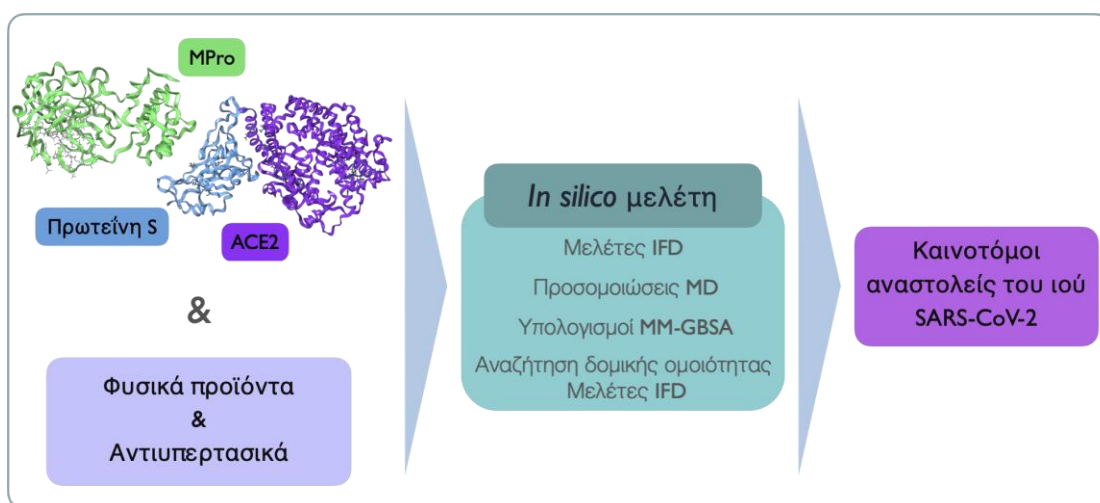 MPro
Πρωτεΐνη S
ACE2
&
Φυσικά προϊόντα
&
Αντιυπερτασικά
In silico μελέτη
Μελέτες IFD
Προσομοιώσεις MD
Υπολογισμοί MM-GBSA
Αναζήτηση δομικής ομοιότητας
Μελέτες IFD
Καινοτόμοι
αναστολείς του ιού
SARS-CoV-2